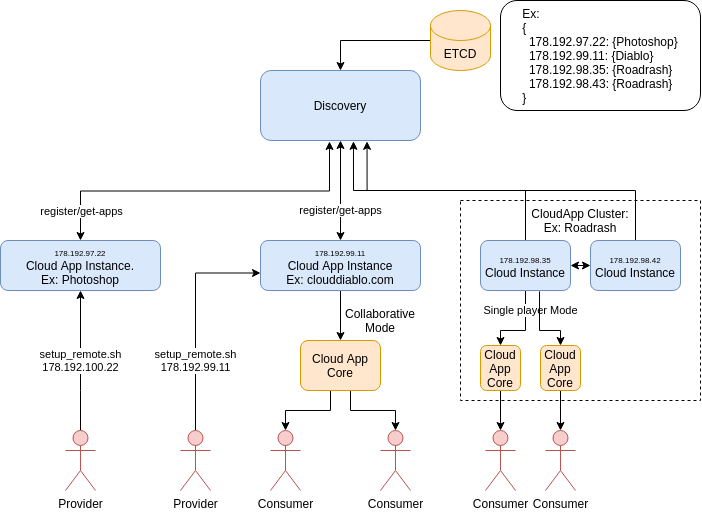 Ex:
{
178.192.97.22: {Photoshop}
178.192.99.11: {Diablo}
178.192.98.35: {Roadrash}
178.192.98.43: {Roadrash}
}
ETCD
Discovery
register/get-apps
register/get-apps
CloudApp Cluster:
Ex: Roadrash
178.192.97.22
Cloud App Instance.
Ex: Photoshop
178.192.99.11
Cloud App Instance
Ex: clouddiablo.com
178.192.98.35
Cloud Instance
178.192.98.42
Cloud Instance
Collaborative
Mode
Single player Mode
setup_remote.sh
178.192.100.22
setup_remote.sh
178.192.99.11
Cloud App
Core
Cloud
App
Core
Cloud
App
Core
Provider
Provider
Consumer
Consumer
Consumer
Consumer